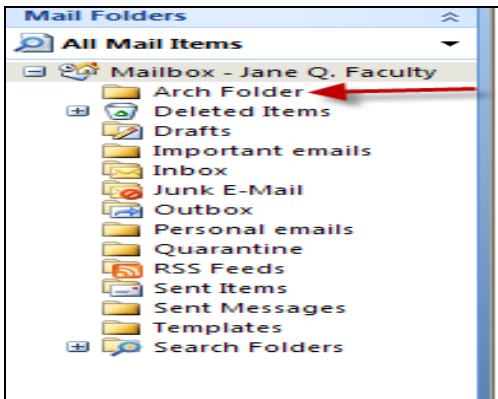 Mail Folders
All Mail Items
Mailbox - Jane Q. Faculty
Arch Folder
Deleted Items
Drafts
Important emails
Inbox
Junk E-Mail
Outbox
Personal emails
Quarantine
RSS Feeds
Sent Items
Sent Messages
Templates
Search Folders